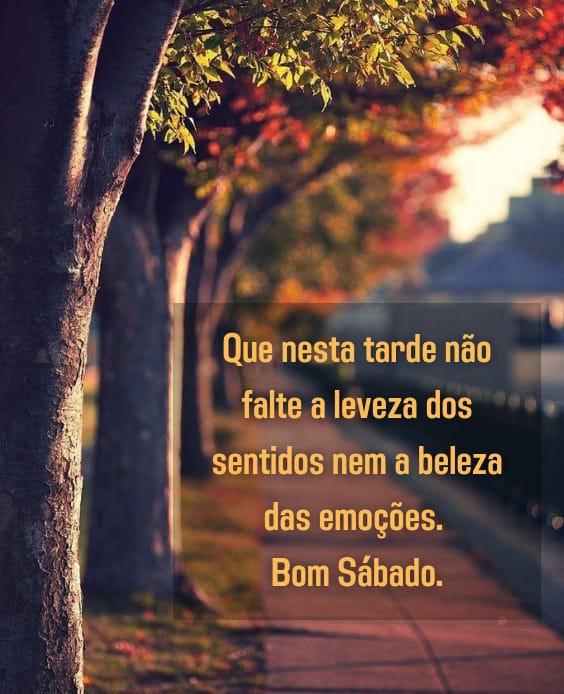 Que nesta tarde não
falte a leveza dos
sentidos nem a beleza
das emoções.
Bom Sábado.